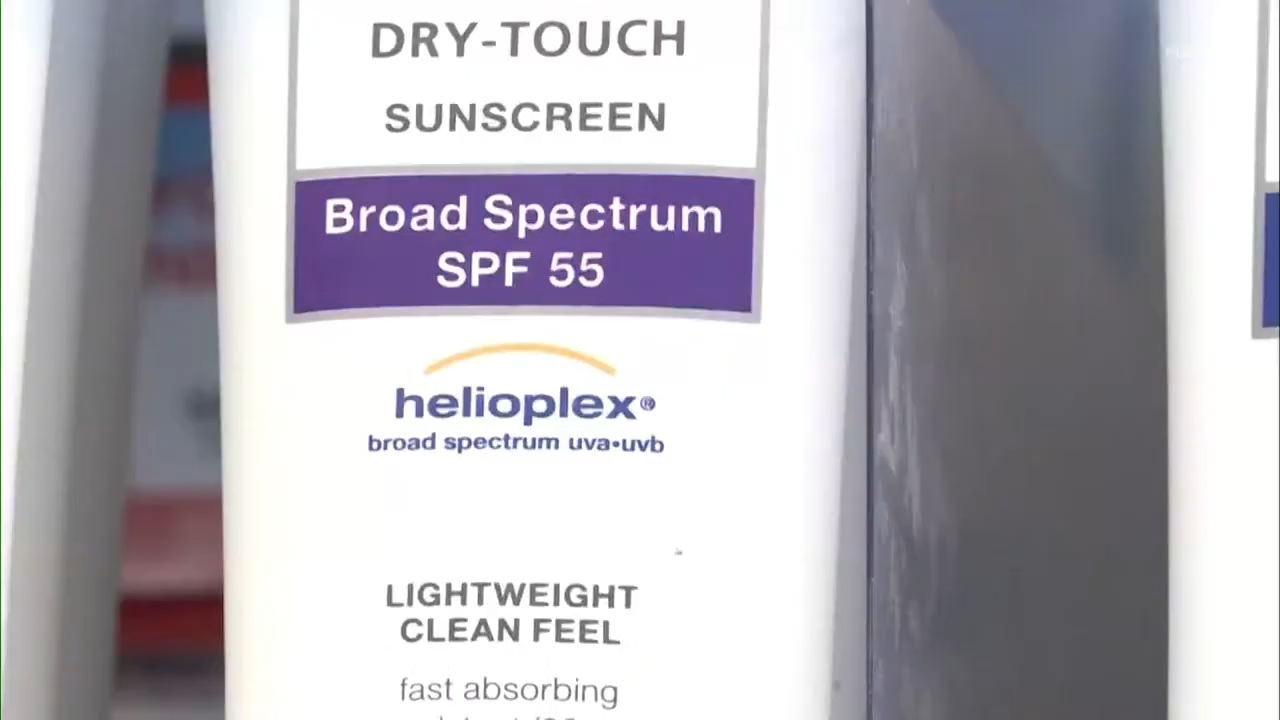 DRY-TOUCH
SUNSCREEN
Broad Spectrum
SPF 55
helioplex®
broad spectrum uva•uvb
LIGHTWEIGHT
CLEAN FEEL
fast absorbing